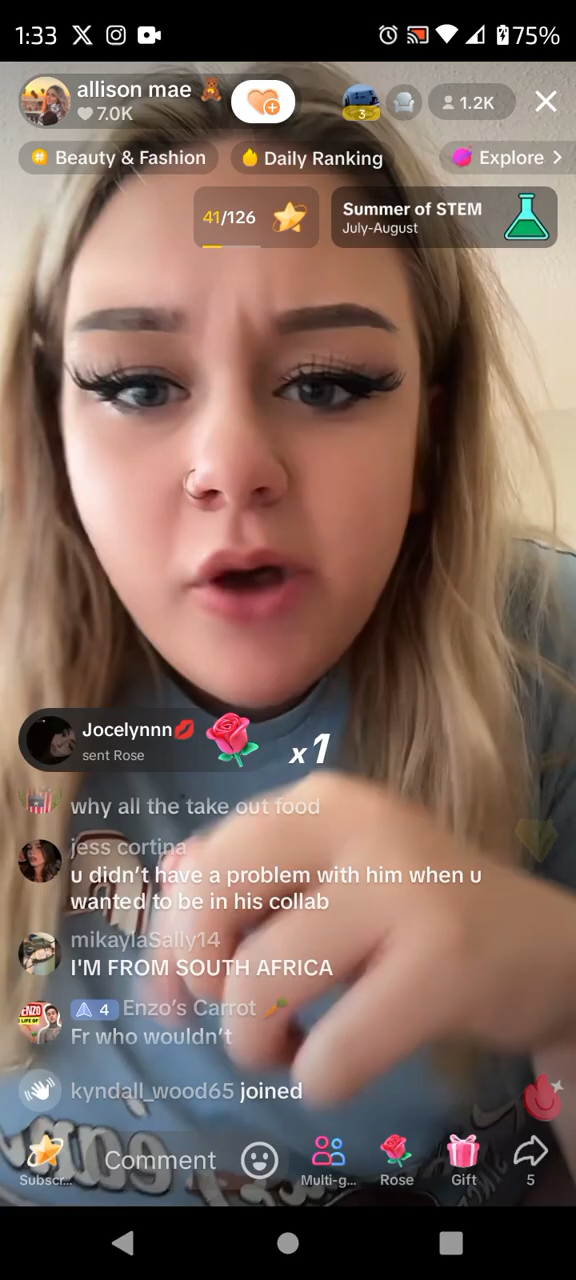 1:33
75%
allison mae 🧸
7.0K
3
1.2K
Beauty & Fashion
Daily Ranking
Explore >
41/126
Summer of STEM
July-August
Jocelynnn💋
sent Rose
x1
why all the take out food
jess cortina
u didn't have a problem with him when u
wanted to be in his collab
mikaylaSally14
I'M FROM SOUTH AFRICA
4 Enzo's Carrot 🥕
Fr who wouldn't
kyndall_wood65 joined
Subscr...
Comment
Multi-g...
Rose
Gift
5